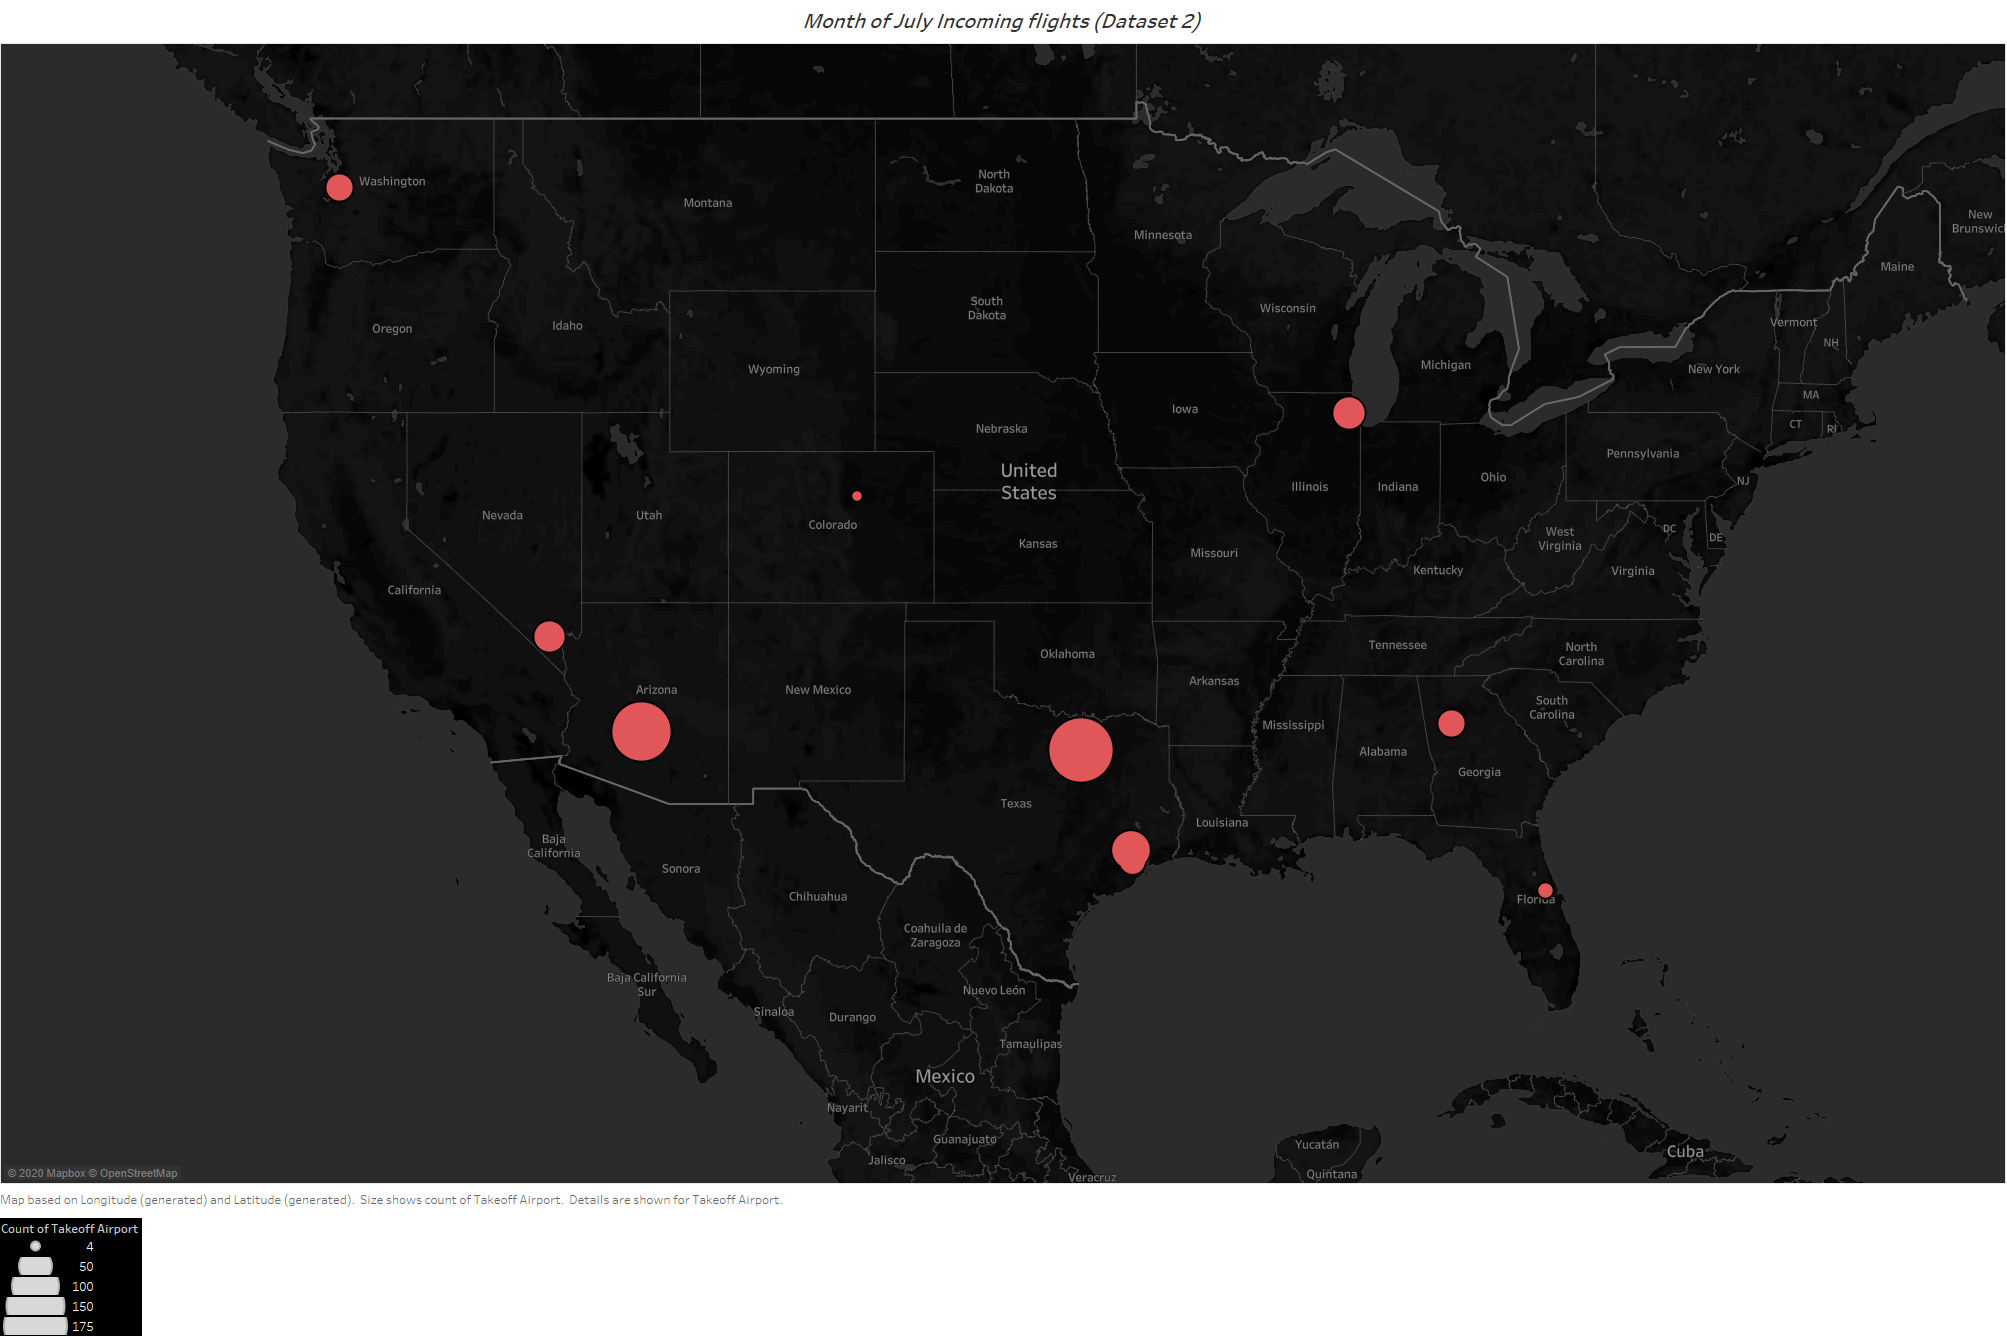 Month of July Incoming flights (Dataset 2)
Washington
Montana
North
Dakota
Minnesota
New
Brunswick
Maine
Oregon
Idaho
South
Dakota
Wisconsin
Vermont
NH
Wyoming
Michigan
New York
MA
Iowa
CT
RI
Nebraska
Pennsylvania
United
States
Illinois
Indiana
Ohio
NJ
Nevada
Utah
Colorado
Kansas
Missouri
West
Virginia
DC
DE
Kentucky
Virginia
California
Oklahoma
Tennessee
North
Carolina
Arizona
New Mexico
Arkansas
South
Carolina
Mississippi
Alabama
Georgia
Texas
Louisiana
Baja
California
Sonora
Chihuahua
Florida
Coahuila de
Zaragoza
Baja California
Sur
Nuevo León
Sinaloa
Durango
Tamaulipas
Mexico
Nayarit
Guanajuato
Jalisco
Veracruz
Yucatán
Quintana
Cuba
© 2020 Mapbox © OpenStreetMap
Map based on Longitude (generated) and Latitude (generated). Size shows count of Takeoff Airport. Details are shown for Takeoff Airport.
Count of Takeoff Airport
4
50
100
150
175